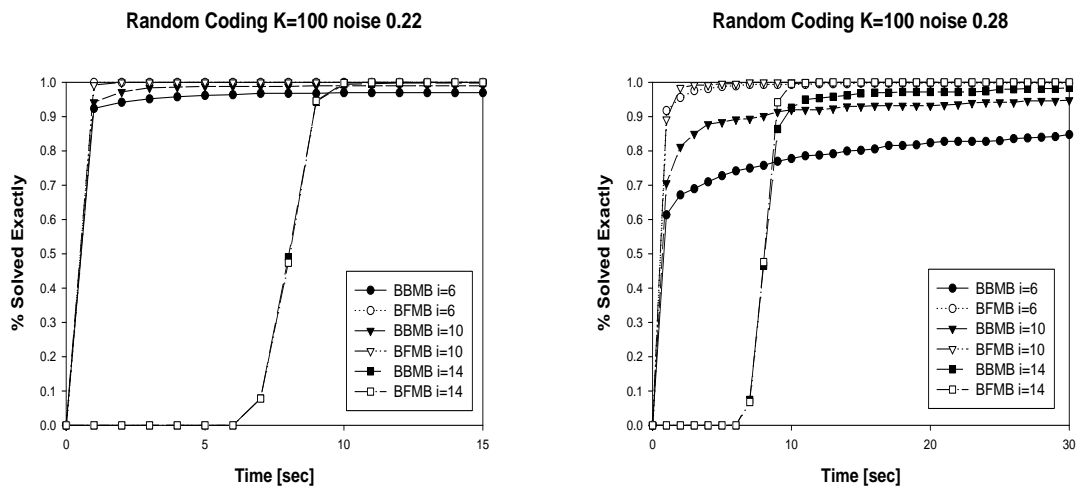 Random Coding K=100 noise 0.22
% Solved Exactly
1.0
0.9
0.8
0.7
0.6
0.5
0.4
0.3
0.2
0.1
0.0
BBMB i=6
BFMB i=6
BBMB i=10
BFMB i=10
BBMB i=14
BFMB i=14
0 5 10 15
Time [sec]
Random Coding K=100 noise 0.28
% Solved Exactly
1.0
0.9
0.8
0.7
0.6
0.5
0.4
0.3
0.2
0.1
0.0
BBMB i=6
BFMB i=6
BBMB i=10
BFMB i=10
BBMB i=14
BFMB i=14
0 10 20 30
Time [sec]